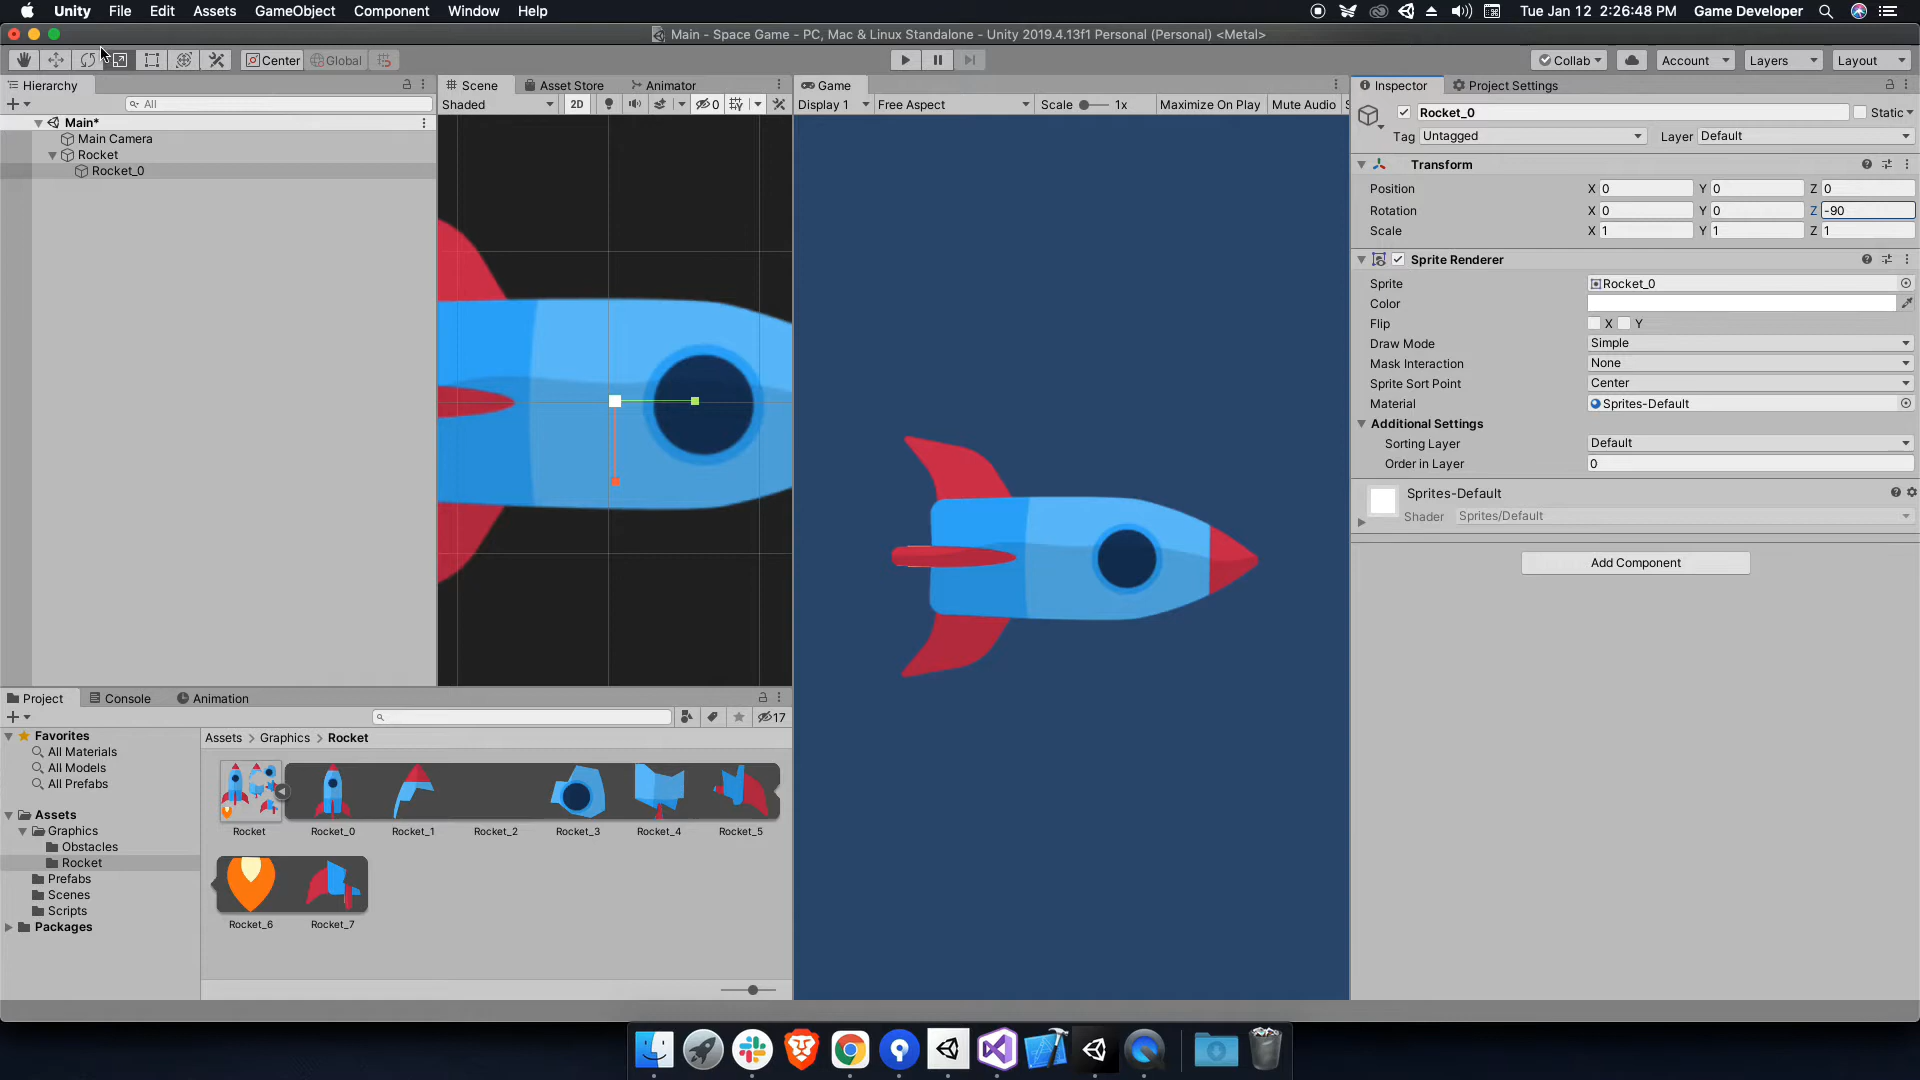 Unity File Edit Assets GameObject Component Window Help
Tue Jan 12 2:26:48 PM Game Developer
Main - Space Game - PC, Mac & Linux Standalone - Unity 2019.4.13f1 Personal (Personal) <Metal>
Center Global
Collab Account Layers Layout
Hierarchy
All
Main*
Main Camera
Rocket
Rocket_0
Scene Asset Store Animator
Shaded 2D 0
Game
Display 1 Free Aspect Scale 1x Maximize On Play Mute Audio S
Inspector Project Settings
Rocket_0 Static
Tag Untagged Layer Default
Transform
Position X 0 Y 0 Z 0
Rotation X 0 Y 0 Z -90
Scale X 1 Y 1 Z 1
Sprite Renderer
Sprite Rocket_0
Color
Flip X Y
Draw Mode Simple
Mask Interaction None
Sprite Sort Point Center
Material Sprites-Default
Additional Settings
Sorting Layer Default
Order in Layer 0
Sprites-Default
Shader Sprites/Default
Add Component
Project Console Animation
17
Favorites
All Materials
All Models
All Prefabs
Assets
Graphics
Obstacles
Rocket
Prefabs
Scenes
Scripts
Packages
Assets > Graphics > Rocket
Rocket Rocket_0 Rocket_1 Rocket_2 Rocket_3 Rocket_4 Rocket_5
Rocket_6 Rocket_7